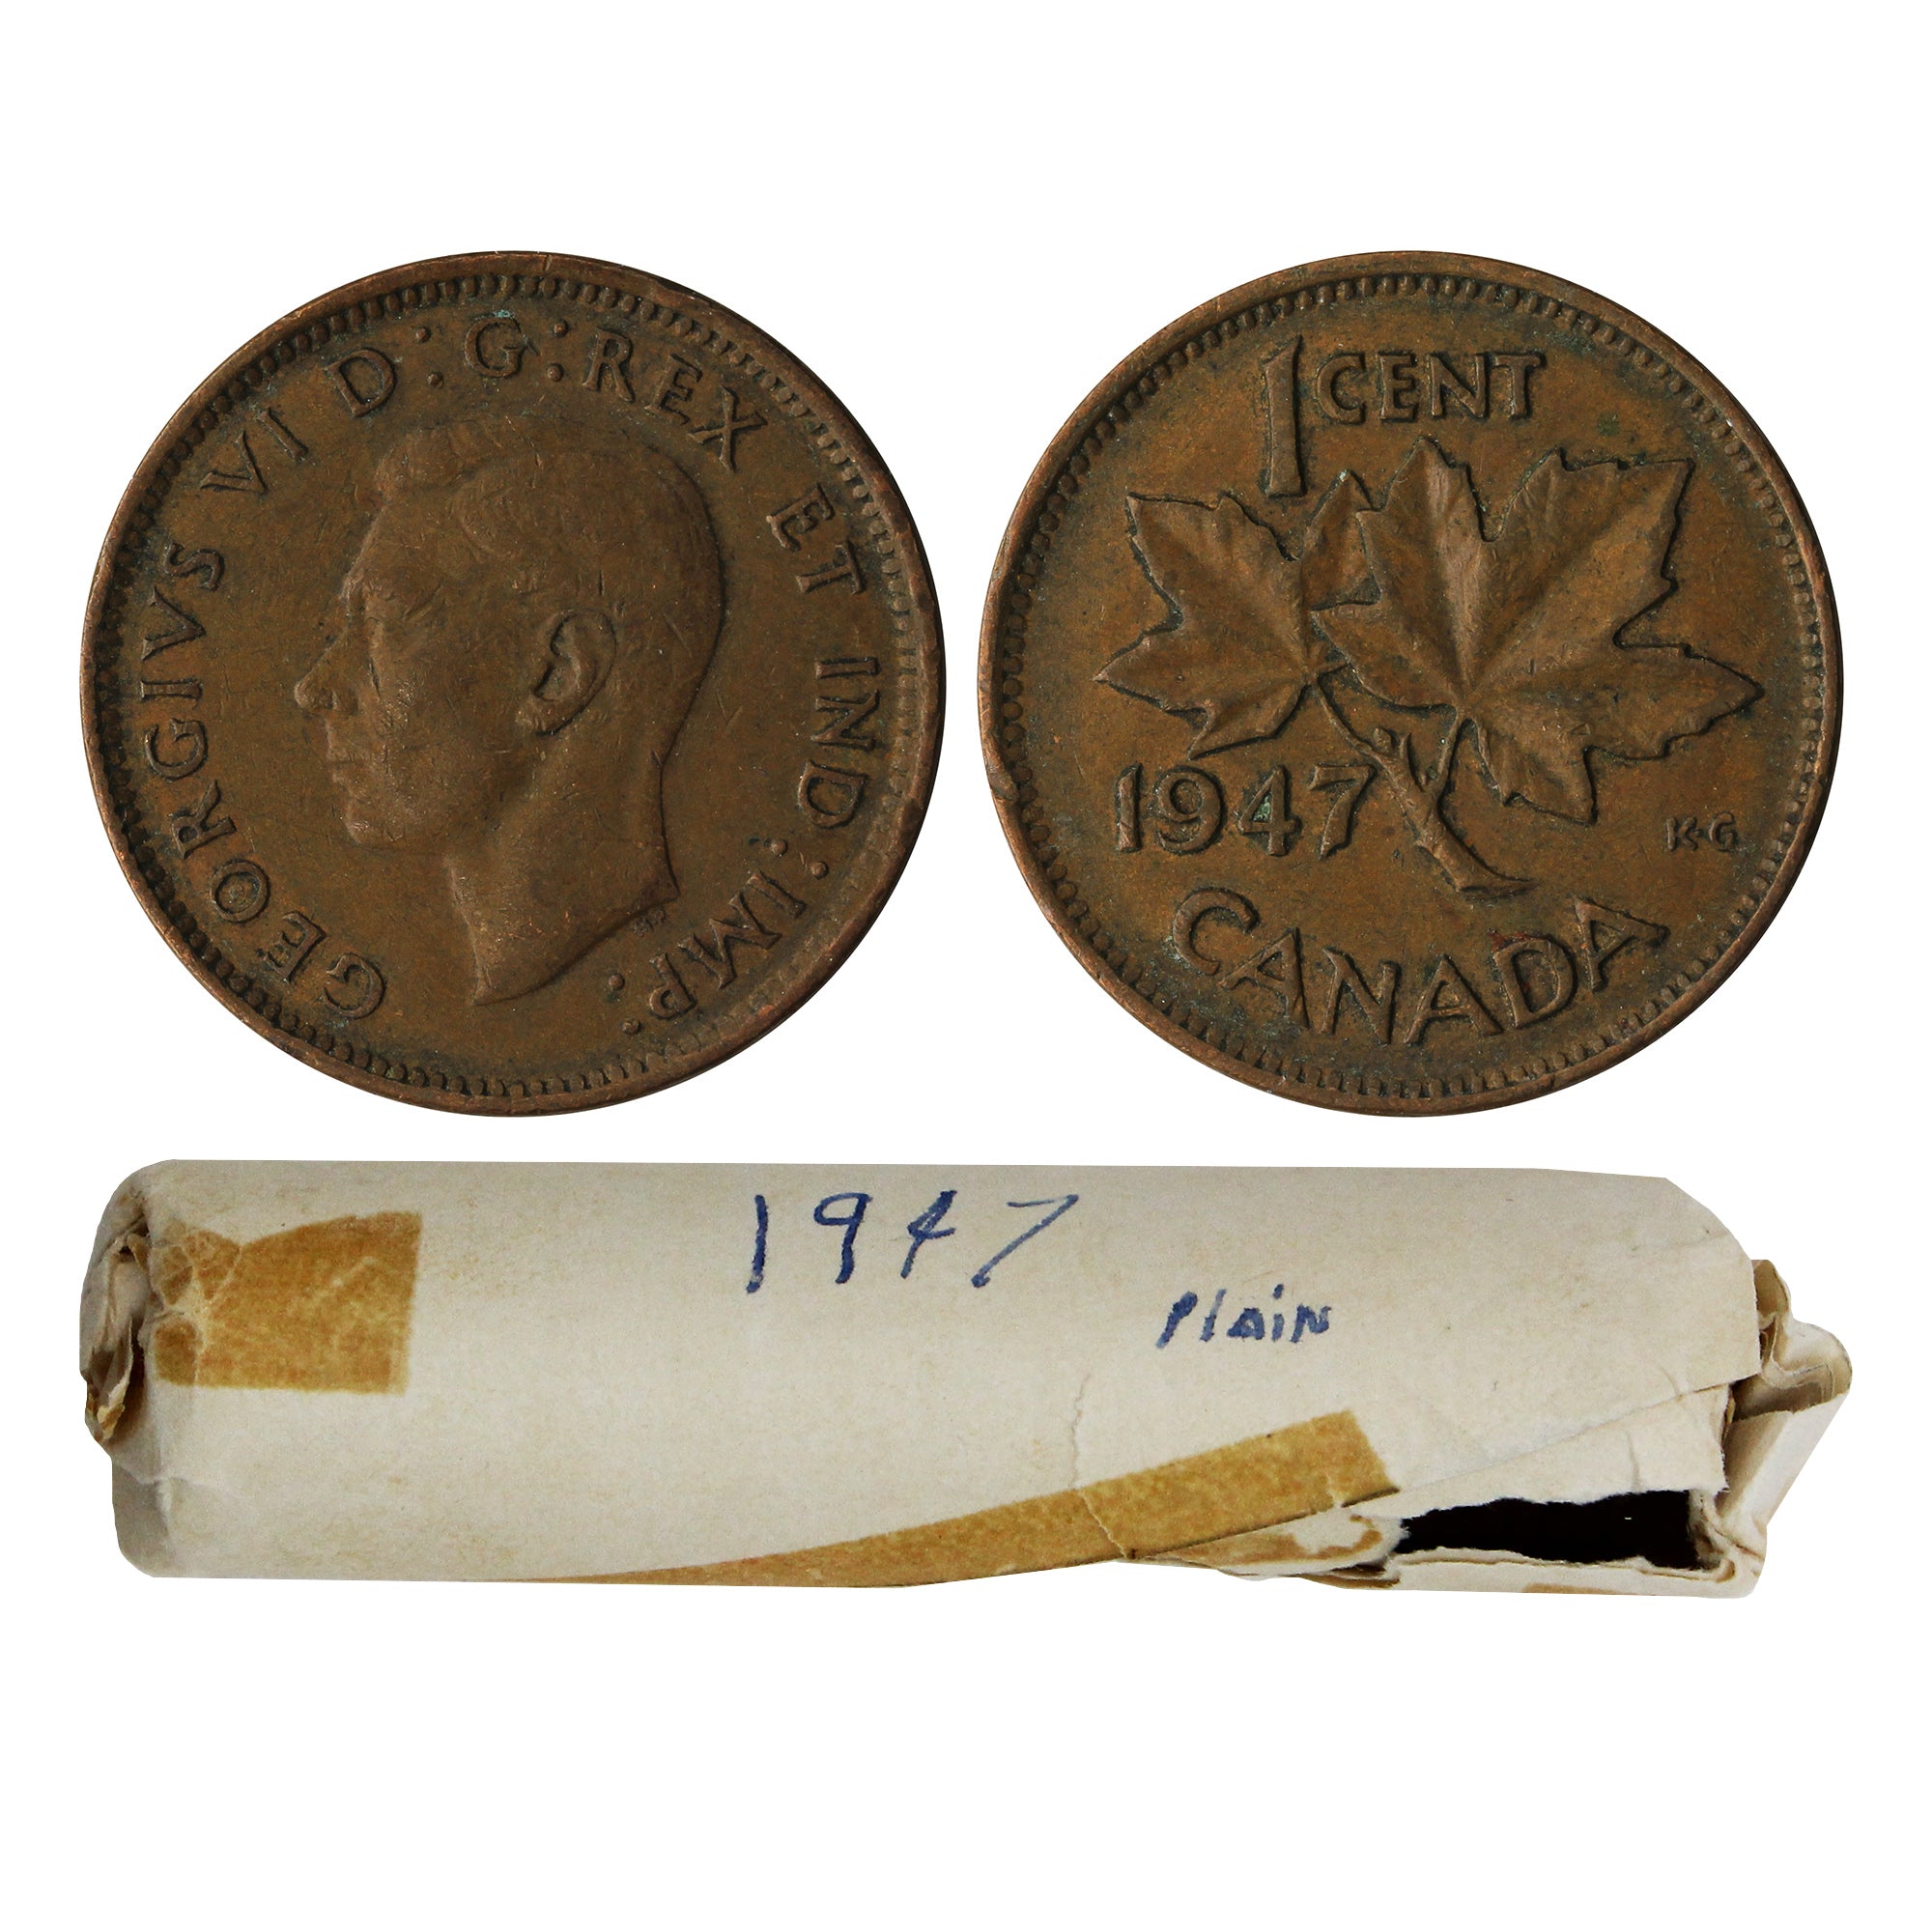 GEORGIVS VI D:G:REX ET IND:IMP:
1 CENT
1947
K·G
CANADA
1947
Plain